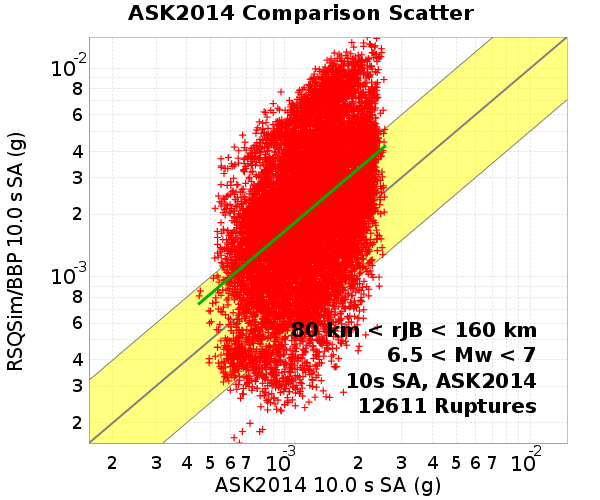 ASK2014 Comparison Scatter
RSQSim/BBP 10.0 s SA (g)
10-2
8
6
4
3
2
10-3
8
6
4
3
2
80 km < rJB < 160 km
6.5 < Mw < 7
10s SA, ASK2014
12611 Ruptures
2 3 4 5 6 7 10-3 2 3 4 5 6 7 10-2
ASK2014 10.0 s SA (g)